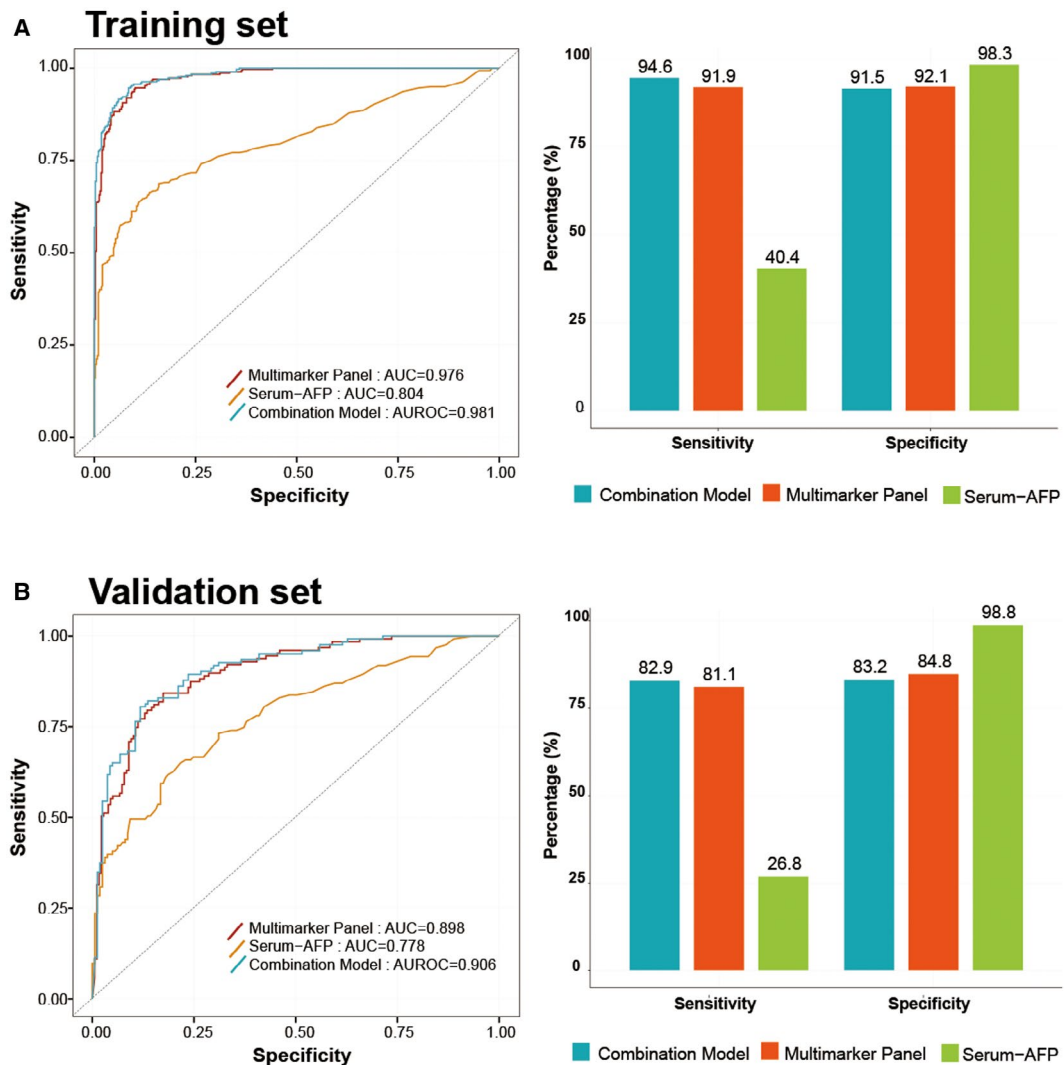 A Training set
1.00
0.75
0.50
0.25
0.00
Sensitivity
Multimarker Panel : AUC=0.976
Serum−AFP : AUC=0.804
Combination Model : AUROC=0.981
0.00 0.25 0.50 0.75 1.00
Specificity
100
75
50
25
0
Percentage (%)
94.6 91.9 40.4 91.5 92.1 98.3
Sensitivity Specificity
Combination Model Multimarker Panel Serum−AFP
B Validation set
1.00
0.75
0.50
0.25
0.00
Sensitivity
Multimarker Panel : AUC=0.898
Serum−AFP : AUC=0.778
Combination Model : AUROC=0.906
0.00 0.25 0.50 0.75 1.00
Specificity
100
75
50
25
0
Percentage (%)
82.9 81.1 26.8 83.2 84.8 98.8
Sensitivity Specificity
Combination Model Multimarker Panel Serum−AFP